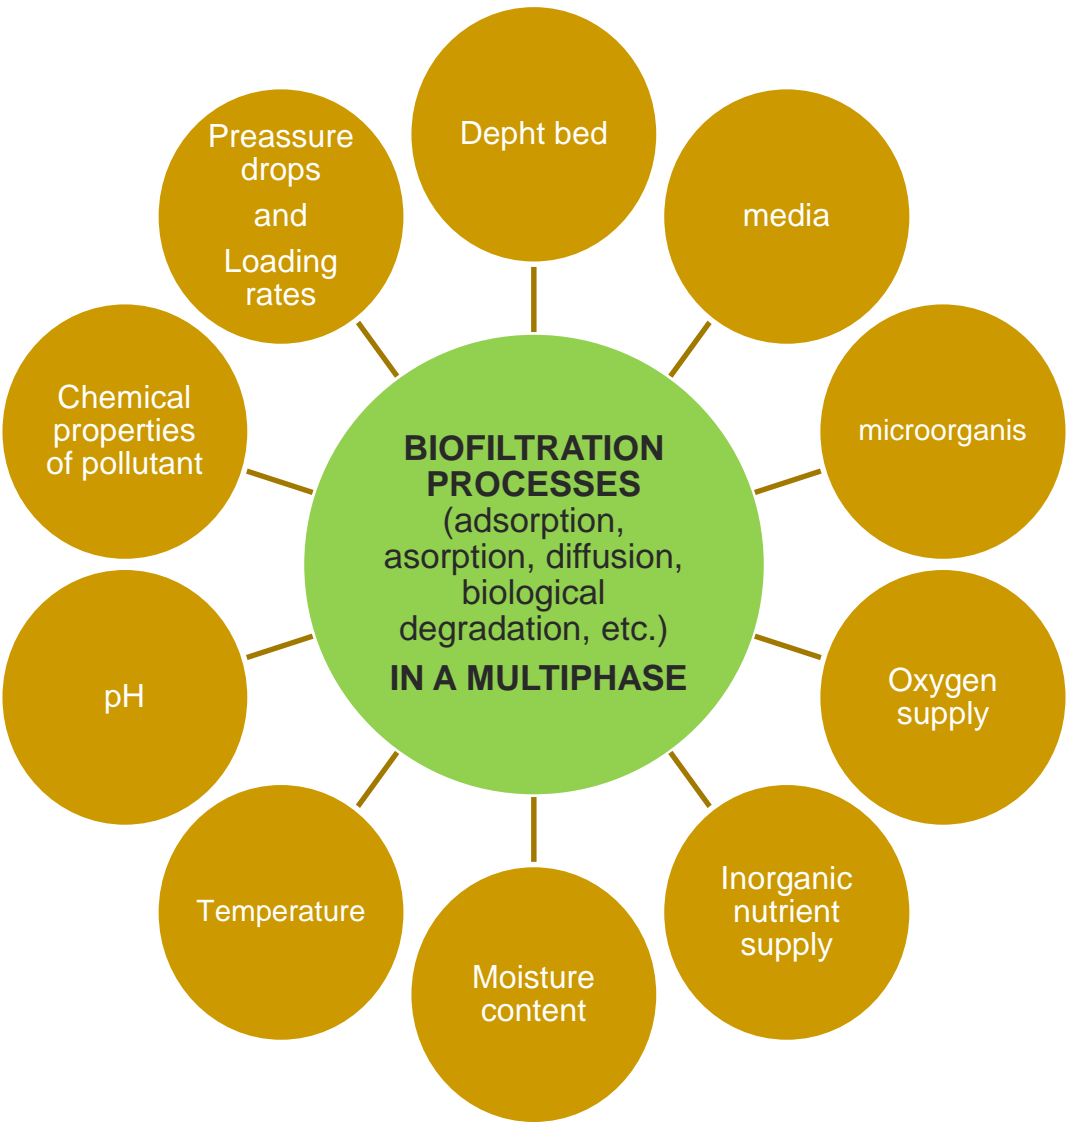 Depht bed
media
microorganis
Oxygen
supply
Inorganic
nutrient
supply
Moisture
content
Temperature
pH
Chemical
properties
of pollutant
Preassure
drops
and
Loading
rates
BIOFILTRATION
PROCESSES
(adsorption,
asorption, diffusion,
biological
degradation, etc.)
IN A MULTIPHASE